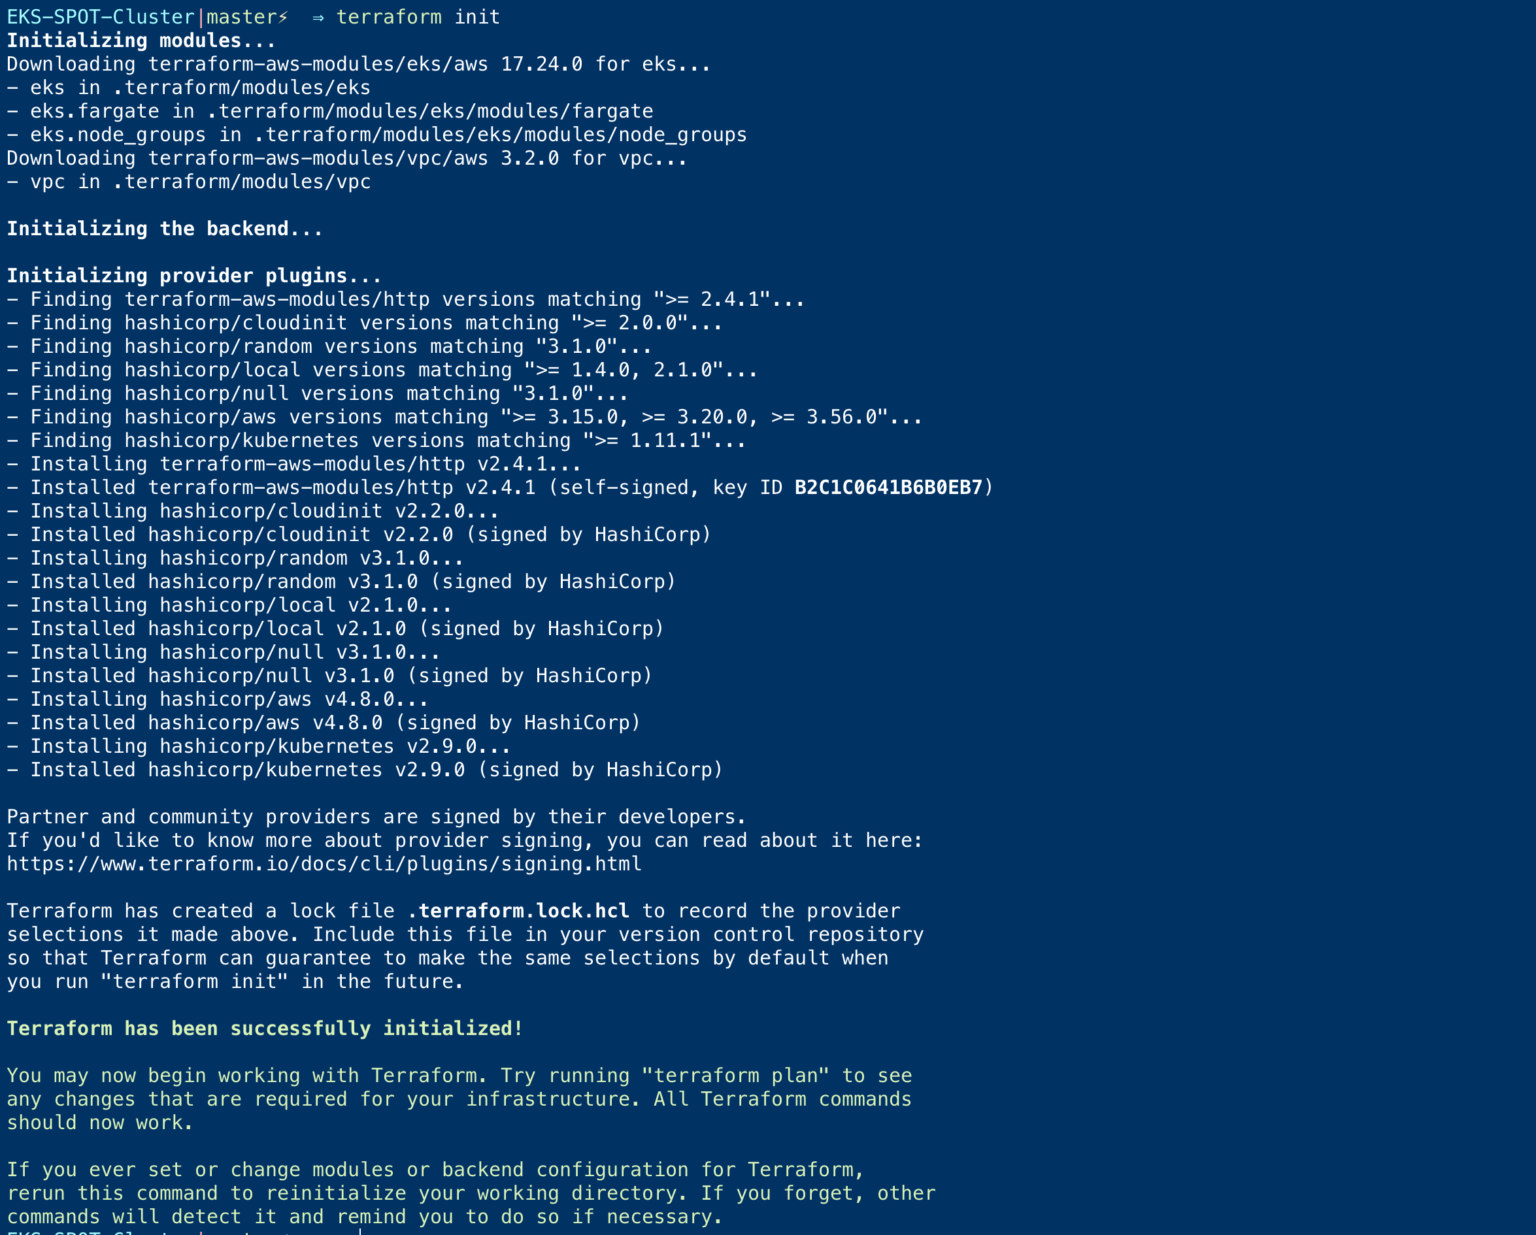 EKS-SPOT-Cluster|master⚡ ⇒ terraform init
Initializing modules...
Downloading terraform-aws-modules/eks/aws 17.24.0 for eks...
- eks in .terraform/modules/eks
- eks.fargate in .terraform/modules/eks/modules/fargate
- eks.node_groups in .terraform/modules/eks/modules/node_groups
Downloading terraform-aws-modules/vpc/aws 3.2.0 for vpc...
- vpc in .terraform/modules/vpc
Initializing the backend...
Initializing provider plugins...
- Finding terraform-aws-modules/http versions matching ">= 2.4.1"...
- Finding hashicorp/cloudinit versions matching ">= 2.0.0"...
- Finding hashicorp/random versions matching "3.1.0"...
- Finding hashicorp/local versions matching ">= 1.4.0, 2.1.0"...
- Finding hashicorp/null versions matching "3.1.0"...
- Finding hashicorp/aws versions matching ">= 3.15.0, >= 3.20.0, >= 3.56.0"...
- Finding hashicorp/kubernetes versions matching ">= 1.11.1"...
- Installing terraform-aws-modules/http v2.4.1...
- Installed terraform-aws-modules/http v2.4.1 (self-signed, key ID B2C1C0641B6B0EB7)
- Installing hashicorp/cloudinit v2.2.0...
- Installed hashicorp/cloudinit v2.2.0 (signed by HashiCorp)
- Installing hashicorp/random v3.1.0...
- Installed hashicorp/random v3.1.0 (signed by HashiCorp)
- Installing hashicorp/local v2.1.0...
- Installed hashicorp/local v2.1.0 (signed by HashiCorp)
- Installing hashicorp/null v3.1.0...
- Installed hashicorp/null v3.1.0 (signed by HashiCorp)
- Installing hashicorp/aws v4.8.0...
- Installed hashicorp/aws v4.8.0 (signed by HashiCorp)
- Installing hashicorp/kubernetes v2.9.0...
- Installed hashicorp/kubernetes v2.9.0 (signed by HashiCorp)
Partner and community providers are signed by their developers.
If you'd like to know more about provider signing, you can read about it here:
https://www.terraform.io/docs/cli/plugins/signing.html
Terraform has created a lock file .terraform.lock.hcl to record the provider
selections it made above. Include this file in your version control repository
so that Terraform can guarantee to make the same selections by default when
you run "terraform init" in the future.
Terraform has been successfully initialized!
You may now begin working with Terraform. Try running "terraform plan" to see
any changes that are required for your infrastructure. All Terraform commands
should now work.
If you ever set or change modules or backend configuration for Terraform,
rerun this command to reinitialize your working directory. If you forget, other
commands will detect it and remind you to do so if necessary.
EKS-SPOT-Cluster